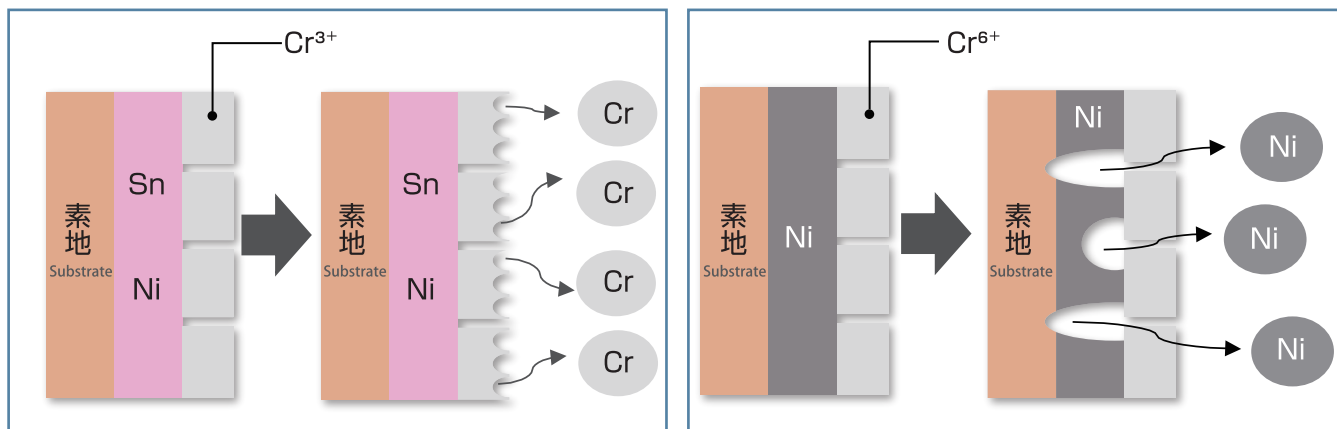 Cr³⁺
Sn
Ni
素地
Substrate
Sn
Ni
素地
Substrate
Cr
Cr
Cr
Cr
Cr⁶⁺
Ni
素地
Substrate
Ni
素地
Substrate
Ni
Ni
Ni